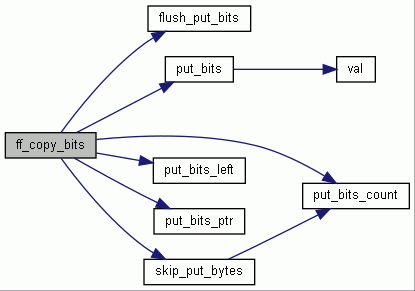 flush_put_bits
put_bits
val
ff_copy_bits
put_bits_left
put_bits_count
put_bits_ptr
skip_put_bytes